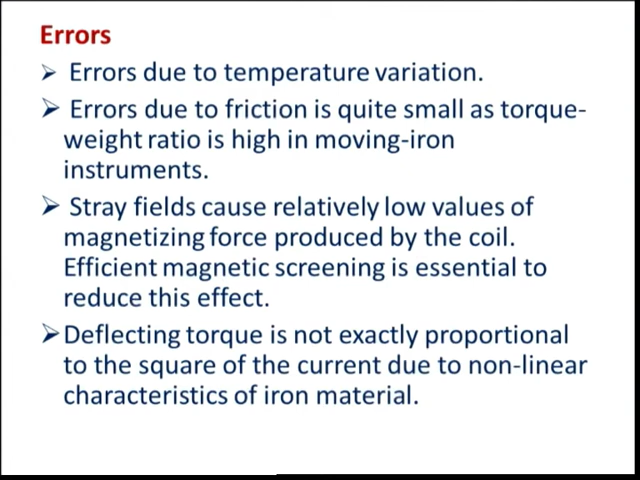 Errors
➢ Errors due to temperature variation.
➢ Errors due to friction is quite small as torque-
weight ratio is high in moving-iron
instruments.
➢ Stray fields cause relatively low values of
magnetizing force produced by the coil.
Efficient magnetic screening is essential to
reduce this effect.
➢Deflecting torque is not exactly proportional
to the square of the current due to non-linear
characteristics of iron material.